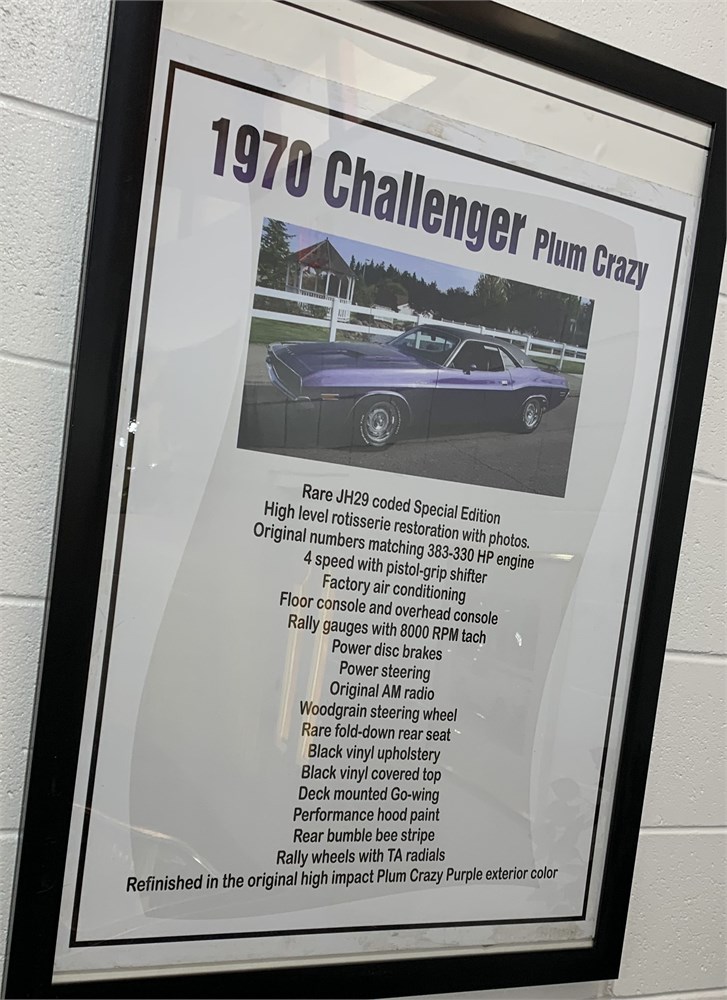 1970 Challenger Plum Crazy
Rare JH29 coded Special Edition
High level rotisserie restoration with photos.
Original numbers matching 383-330 HP engine
4 speed with pistol-grip shifter
Factory air conditioning
Floor console and overhead console
Rally gauges with 8000 RPM tach
Power disc brakes
Power steering
Original AM radio
Woodgrain steering wheel
Rare fold-down rear seat
Black vinyl upholstery
Black vinyl covered top
Deck mounted Go-wing
Performance hood paint
Rear bumble bee stripe
Rally wheels with TA radials
Refinished in the original high impact Plum Crazy Purple exterior color